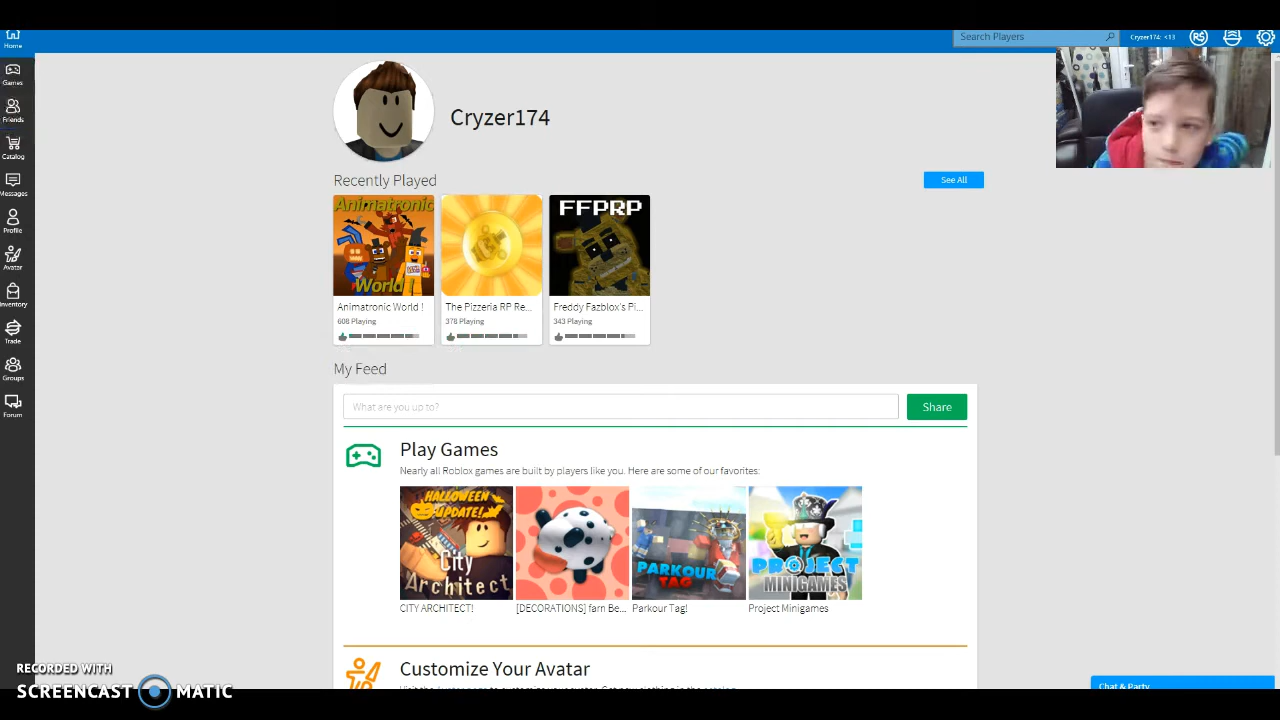 Home
Search Players
Cryzer174: <13
Games
Friends
Catalog
Messages
Profile
Avatar
Inventory
Trade
Groups
Forum
Cryzer174
Recently Played
See All
Animatronic
World !
FFPRP
Animatronic World !
The Pizzeria RP Re...
Freddy Fazblox's Pi...
608 Playing
378 Playing
343 Playing
My Feed
What are you up to?
Share
Play Games
Nearly all Roblox games are built by players like you. Here are some of our favorites:
HALLOWEEN
UPDATE!
City
Architect
PARKOUR
TAG
PROJECT
MINIGAMES
CITY ARCHITECT!
[DECORATIONS] farn Be...
Parkour Tag!
Project Minigames
Customize Your Avatar
Chat & Party
RECORDED WITH
SCREENCAST MATIC